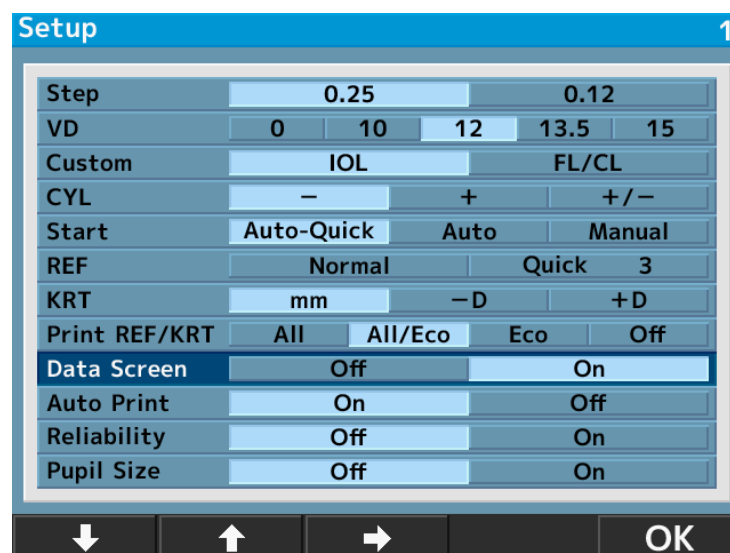 Setup 1
Step 0.25 0.12
VD 0 10 12 13.5 15
Custom IOL FL/CL
CYL − + +/−
Start Auto-Quick Auto Manual
REF Normal Quick 3
KRT mm −D +D
Print REF/KRT All All/Eco Eco Off
Data Screen Off On
Auto Print On Off
Reliability Off On
Pupil Size Off On
OK